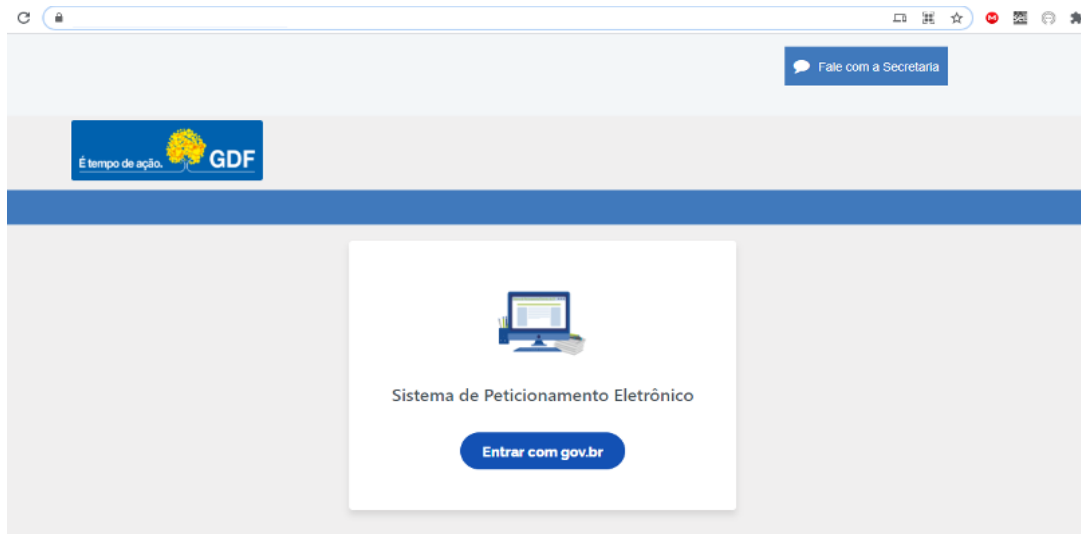 Fale com a Secretaria
É tempo de ação. GDF
Sistema de Peticionamento Eletrônico
Entrar com gov.br